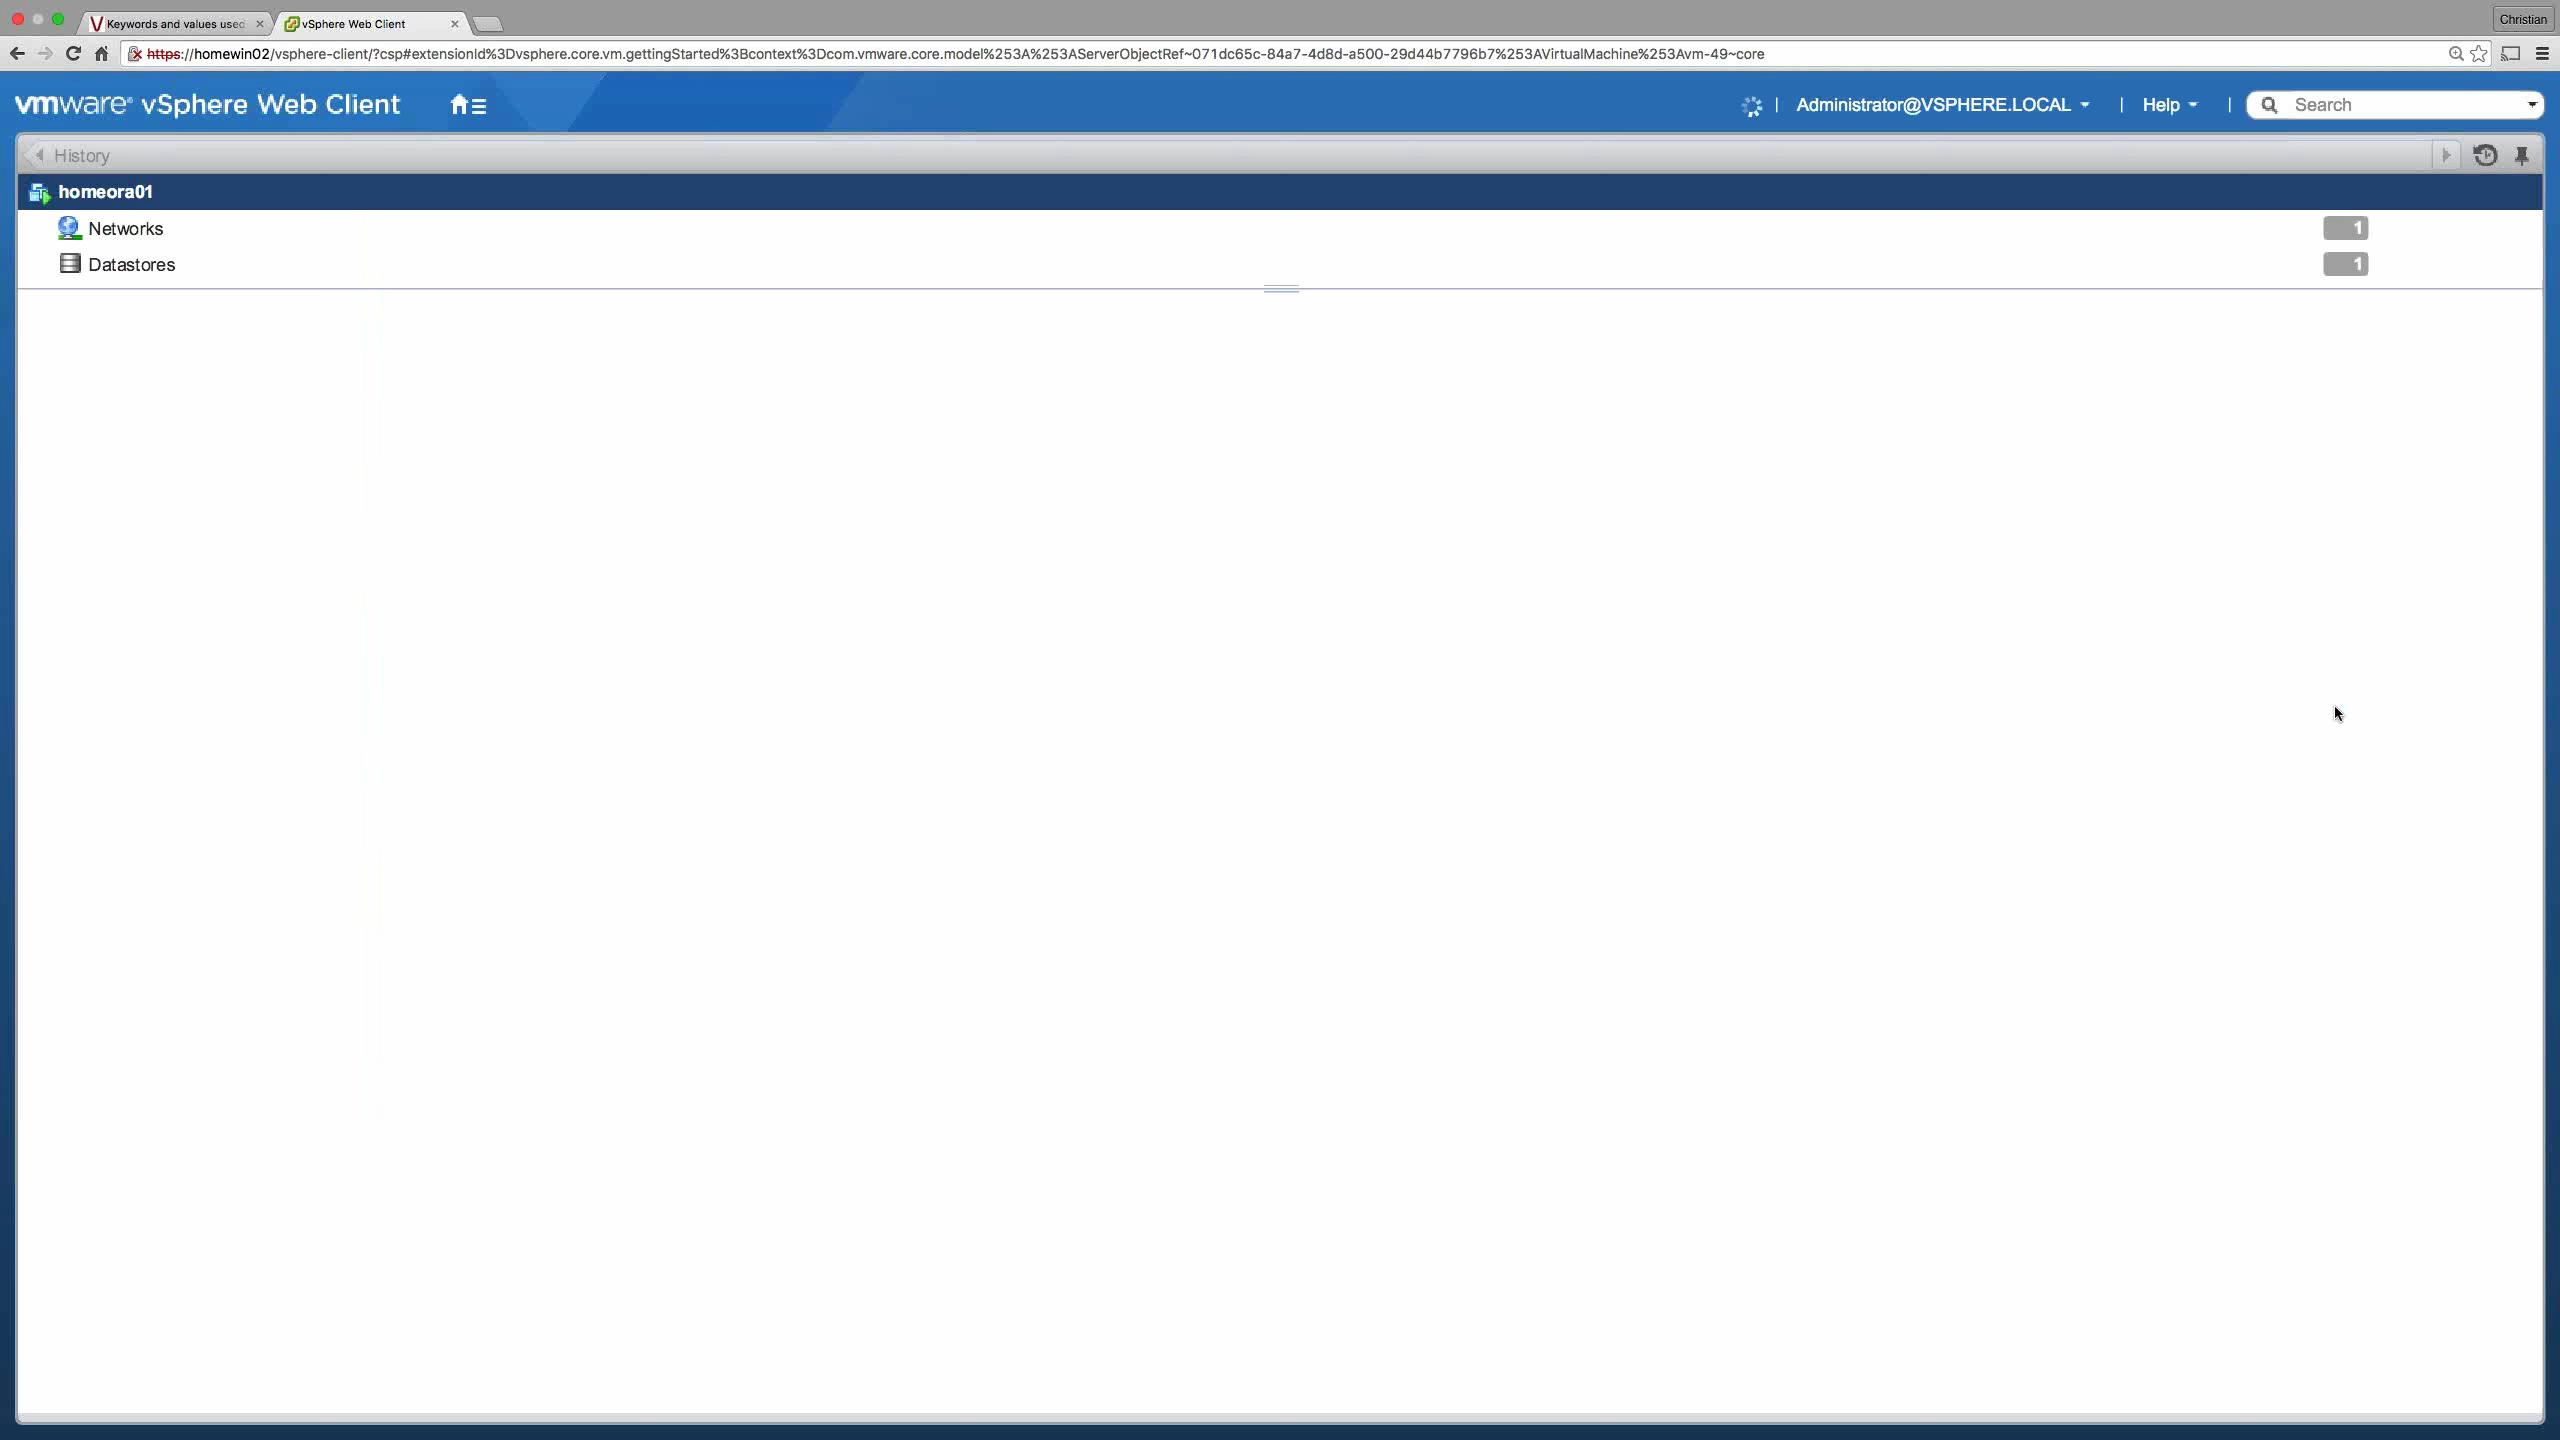 Keywords and values used
vSphere Web Client
Christian
https://homewin02/vsphere-client/?csp#extensionId%3Dvsphere.core.vm.gettingStarted%3Bcontext%3Dcom.vmware.core.model%253A%253AServerObjectRef~071dc65c-84a7-4d8d-a500-29d44b7796b7%253AVirtualMachine%253Avm-49~core
vmware® vSphere Web Client
Administrator@VSPHERE.LOCAL
Help
Search
History
homeora01
Networks 1
Datastores 1